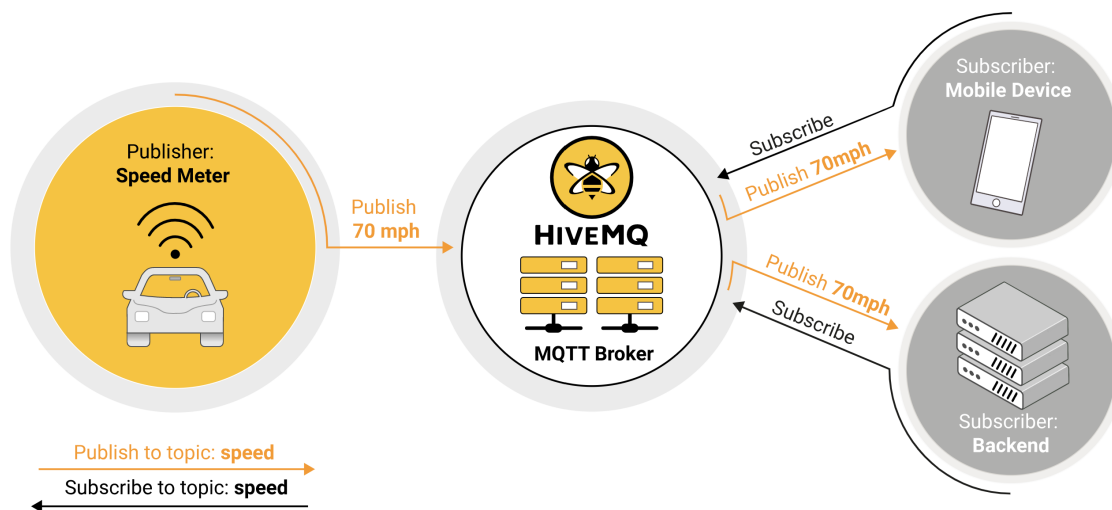 Publisher:
Speed Meter
Publish
70 mph
HIVEMQ
MQTT Broker
Subscribe
Publish 70mph
Subscriber:
Mobile Device
Publish 70mph
Subscribe
Subscriber:
Backend
Publish to topic: speed
Subscribe to topic: speed